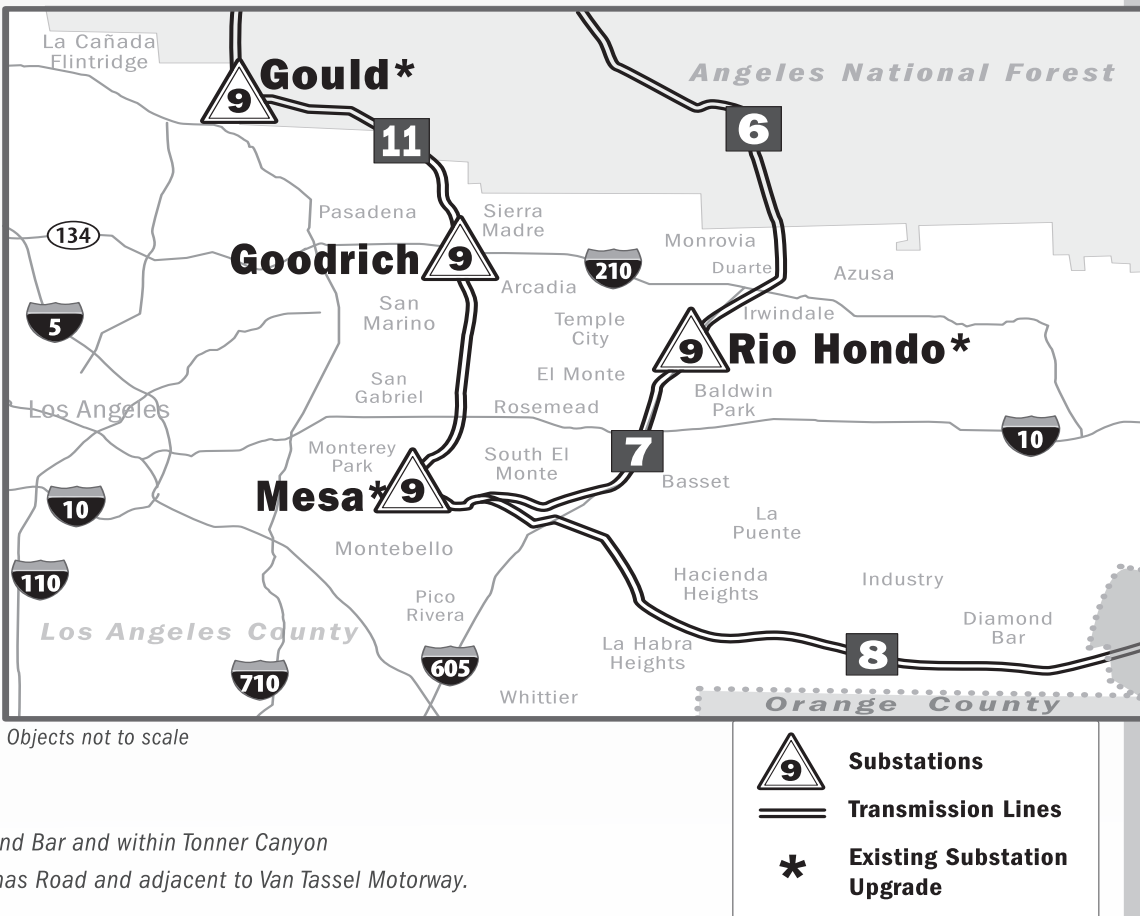 La Cañada
Flintridge
Gould*
9
Angeles National Forest
11
6
Pasadena
Sierra
Madre
134
Goodrich
9
210
Monrovia
Duarte
Azusa
Arcadia
5
San
Marino
Temple
City
Irwindale
9
Rio Hondo*
San
Gabriel
El Monte
Baldwin
Park
Los Angeles
Rosemead
10
Monterey
Park
South El
Monte
7
Basset
Mesa*
9
10
La
Puente
Montebello
110
Hacienda
Heights
Industry
Pico
Rivera
Diamond
Bar
Los Angeles County
La Habra
Heights
8
710
605
Whittier
Orange County
Objects not to scale
9
Substations
Transmission Lines
*
Existing Substation
Upgrade
nd Bar and within Tonner Canyon
nas Road and adjacent to Van Tassel Motorway.